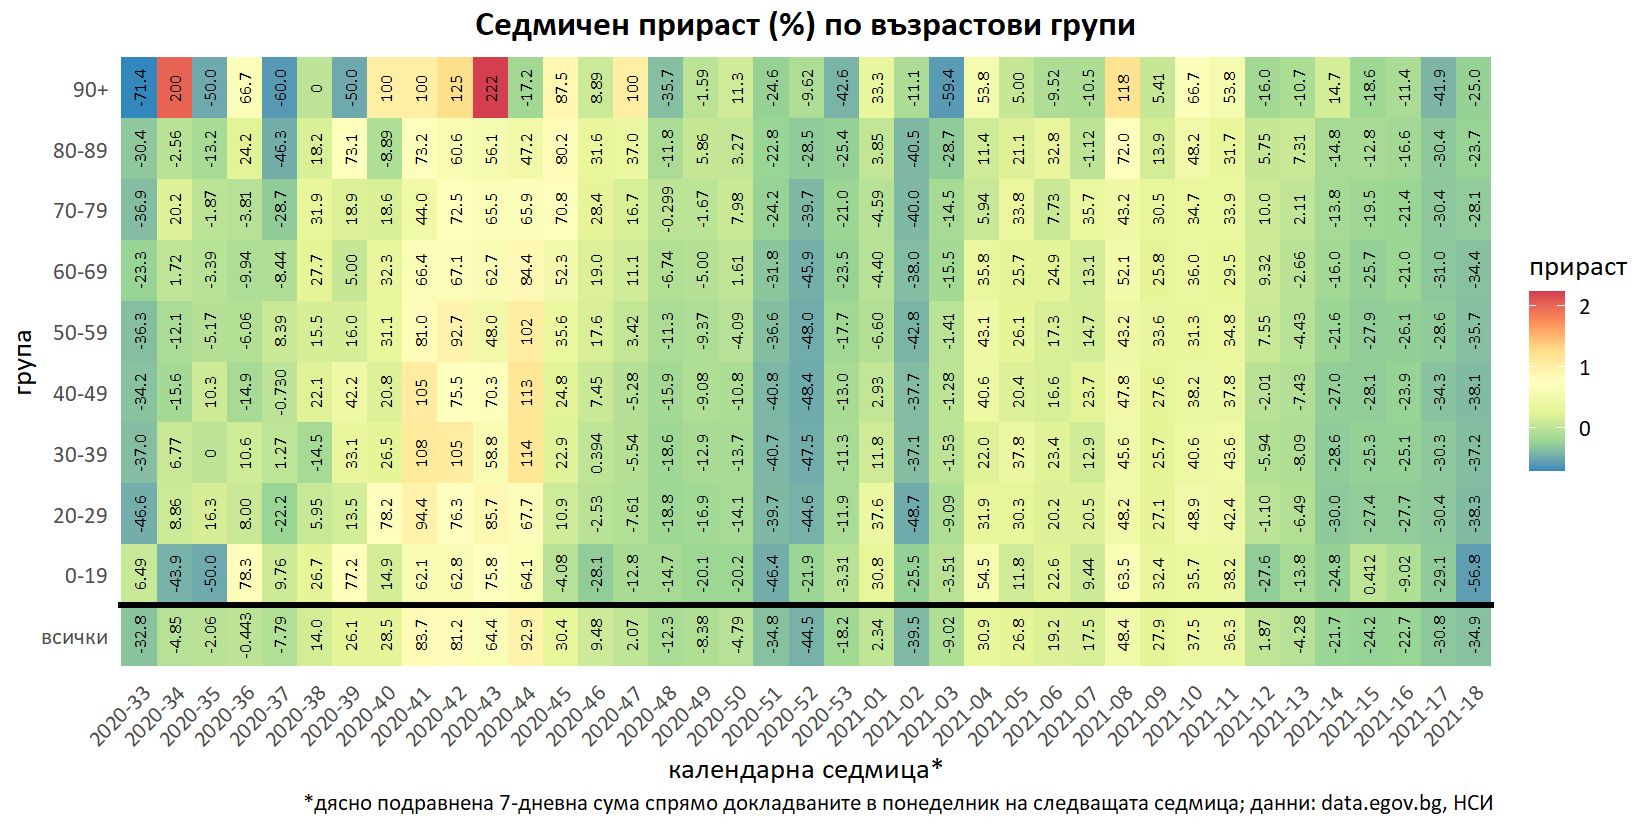 Седмичен прираст (%) по възрастови групи
90+ -71.4 200 -50.0 66.7 -60.0 0 -50.0 100 100 125 222 -17.2 87.5 8.89 100 -35.7 -1.59 11.3 -24.6 -9.62 -42.6 33.3 -11.1 -59.4 53.8 5.00 -9.52 -10.5 118 5.41 66.7 53.8 -16.0 -10.7 14.7 -18.6 -11.4 -41.9 -25.0
80-89 -30.4 -2.56 -13.2 24.2 -46.3 18.2 73.1 -8.89 73.2 60.6 56.1 47.2 80.2 31.6 37.0 -11.8 5.86 3.27 -22.8 -28.5 -25.4 3.85 -40.5 -28.7 11.4 21.1 32.8 -1.12 72.0 13.9 48.2 31.7 5.75 7.31 -14.8 -12.8 -16.6 -30.4 -23.7
70-79 -36.9 20.2 -1.87 -3.81 -28.7 31.9 18.9 18.6 44.0 72.5 65.5 65.9 70.8 28.4 16.7 -0.299 -1.67 7.98 -24.2 -39.7 -21.0 -4.59 -40.0 -14.5 5.94 33.8 7.73 35.7 43.2 30.5 34.7 33.9 10.0 2.11 -13.8 -19.5 -21.4 -30.4 -28.1
60-69 -23.3 1.72 -3.39 -9.94 -8.44 27.7 5.00 32.3 66.4 67.1 62.7 84.4 52.3 19.0 11.1 -6.74 -5.00 1.61 -31.8 -45.9 -23.5 -4.40 -38.0 -15.5 35.8 25.7 24.9 13.1 52.1 25.8 36.0 29.5 9.32 -2.66 -16.0 -25.7 -21.0 -31.0 -34.4
50-59 -36.3 -12.1 -5.17 -6.06 8.39 15.5 16.0 31.1 81.0 92.7 48.0 102 35.6 17.6 3.42 -11.3 -9.37 -4.09 -36.6 -48.0 -17.7 -6.60 -42.8 -1.41 43.1 26.1 17.3 14.7 43.2 33.6 31.3 34.8 7.55 -4.43 -21.6 -27.9 -26.1 -28.6 -35.7
40-49 -34.2 -15.6 10.3 -14.9 -0.730 22.1 42.2 20.8 105 75.5 70.3 113 24.8 7.45 -5.28 -15.9 -9.08 -10.8 -40.8 -48.4 -13.0 2.93 -37.7 -1.28 40.6 20.4 16.6 23.7 47.8 27.6 38.2 37.8 -2.01 -7.43 -27.0 -28.1 -23.9 -34.3 -38.1
30-39 -37.0 6.77 0 10.6 1.27 -14.5 33.1 26.5 108 105 58.8 114 22.9 0.394 -5.54 -18.6 -12.9 -13.7 -40.7 -47.5 -11.3 11.8 -37.1 -1.53 22.0 37.8 23.4 12.9 45.6 25.7 40.6 43.6 -5.94 -8.09 -28.6 -25.3 -25.1 -30.3 -37.2
20-29 -46.6 8.86 16.3 8.00 -22.2 5.95 13.5 78.2 94.4 76.3 85.7 67.7 10.9 -2.53 -7.61 -18.8 -16.9 -14.1 -39.7 -44.6 -11.9 37.6 -48.7 -9.09 31.9 30.3 20.2 20.5 48.2 27.1 48.9 42.4 -1.10 -6.49 -30.0 -27.4 -27.7 -30.4 -38.3
0-19 6.49 -43.9 -50.0 78.3 9.76 26.7 77.2 14.9 62.1 62.8 75.8 64.1 -4.08 -28.1 -12.8 -14.7 -20.1 -20.2 -46.4 -21.9 -3.31 30.8 -25.5 -3.51 54.5 11.8 22.6 9.44 63.5 32.4 35.7 38.2 -27.6 -13.8 -24.8 0.412 -9.02 -29.1 -56.8
всички -32.8 -4.85 -2.06 -0.443 -7.79 14.0 26.1 28.5 83.7 81.2 64.4 92.9 30.4 9.48 2.07 -12.3 -8.38 -4.79 -34.8 -44.5 -18.2 2.34 -39.5 -9.02 30.9 26.8 19.2 17.5 48.4 27.9 37.5 36.3 1.87 -4.28 -21.7 -24.2 -22.7 -30.8 -34.9
2020-33 2020-34 2020-35 2020-36 2020-37 2020-38 2020-39 2020-40 2020-41 2020-42 2020-43 2020-44 2020-45 2020-46 2020-47 2020-48 2020-49 2020-50 2020-51 2020-52 2020-53 2021-01 2021-02 2021-03 2021-04 2021-05 2021-06 2021-07 2021-08 2021-09 2021-10 2021-11 2021-12 2021-13 2021-14 2021-15 2021-16 2021-17 2021-18
група
календарна седмица*
*дясно подравнена 7-дневна сума спрямо докладваните в понеделник на следващата седмица; данни: data.egov.bg, НСИ
прираст
2
1
0